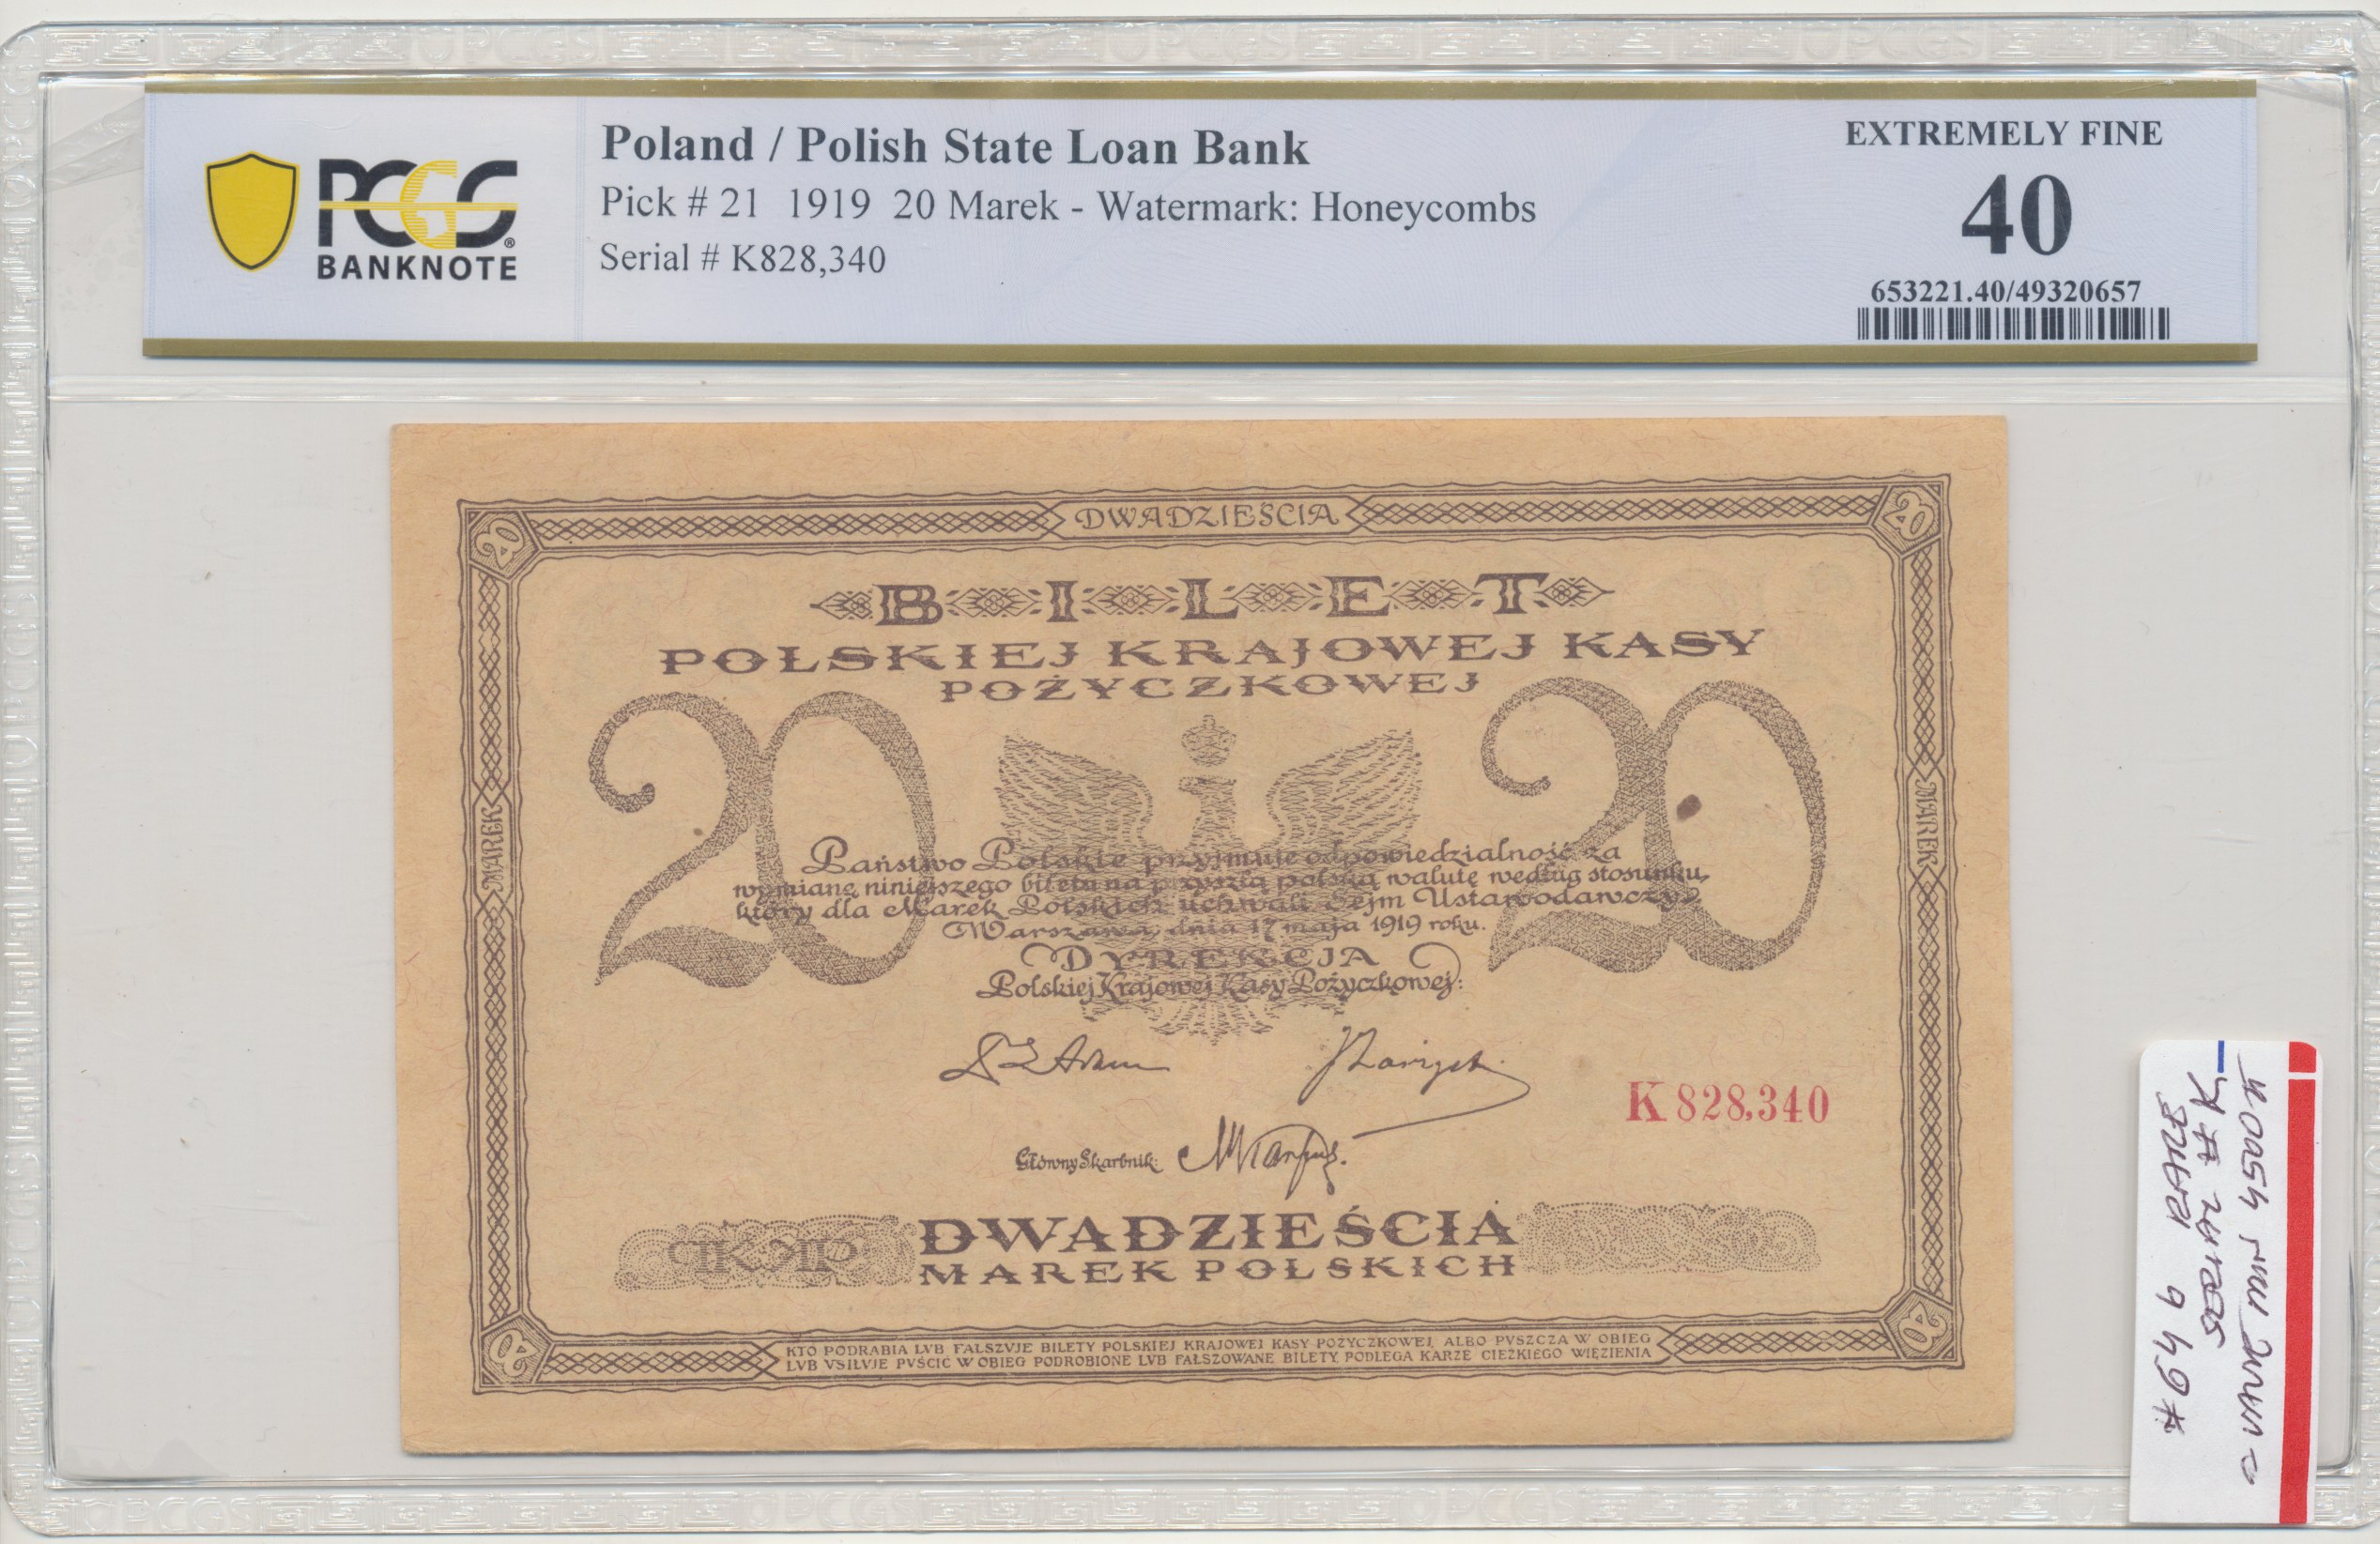 PCGS
BANKNOTE
Poland / Polish State Loan Bank
Pick # 21 1919 20 Marek - Watermark: Honeycombs
Serial # K828,340
EXTREMELY FINE
40
653221.40/49320657
20
DWADZIEŚCIA
20
BILET
POLSKIEJ KRAJOWEJ KASY
POŻYCZKOWEJ
20 20
MAREK
MAREK
Państwo Polskie przyjmuje odpowiedzialność za
wymianę niniejszego biletu na przyszłą polską walutę według stosunku,
który dla Marek Polskich uchwali Sejm Ustawodawczy.
Warszawa, dnia 17 maja 1919 roku.
DYREKCJA
Polskiej Krajowej Kasy Pożyczkowej:
K 828,340
Główny Skarbnik:
DWADZIEŚCIA
MAREK POLSKICH
20
KTO PODRABIA LVB FAŁSZVJE BILETY POLSKIEJ KRAJOWEJ KASY POŻYCZKOWEJ, ALBO PVSZCZA W OBIEG
LVB VSIŁVJE PVŚCIĆ W OBIEG PODROBIONE LVB FAŁSZOWANE BILETY, PODLEGA KARZE CIĘŻKIEGO WIĘZIENIA
20